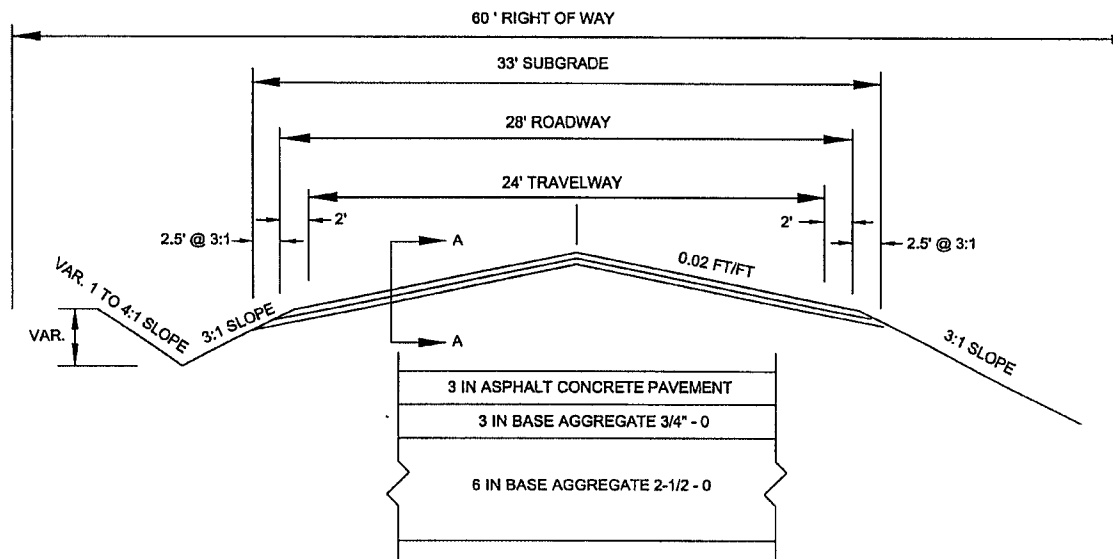 60 ' RIGHT OF WAY
33' SUBGRADE
28' ROADWAY
24' TRAVELWAY
2'
2'
2.5' @ 3:1
A
2.5' @ 3:1
0.02 FT/FT
VAR. 1 TO 4:1 SLOPE
3:1 SLOPE
VAR.
A
3:1 SLOPE
3 IN ASPHALT CONCRETE PAVEMENT
3 IN BASE AGGREGATE 3/4" - 0
6 IN BASE AGGREGATE 2-1/2 - 0